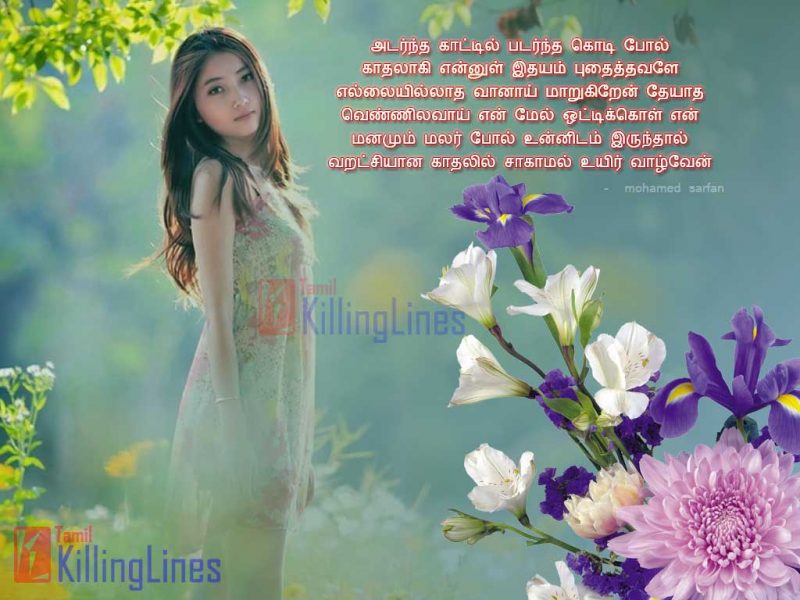 அடர்ந்த காட்டில் படர்ந்த கொடி போல்
காதலாகி என்னுள் இதயம் புதைத்தவளே
எல்லையில்லாத வானாய் மாறுகிறேன் தேயாத
வெண்ணிலவாய் என் மேல் ஒட்டிக்கொள் என்
மனமும் மலர் போல் உன்னிடம் இருந்தால்
வறட்சியான காதலில் சாகாமல் உயிர் வாழ்வேன்
- mohamed sarfan
Tamil
KillingLines
Tamil
KillingLines